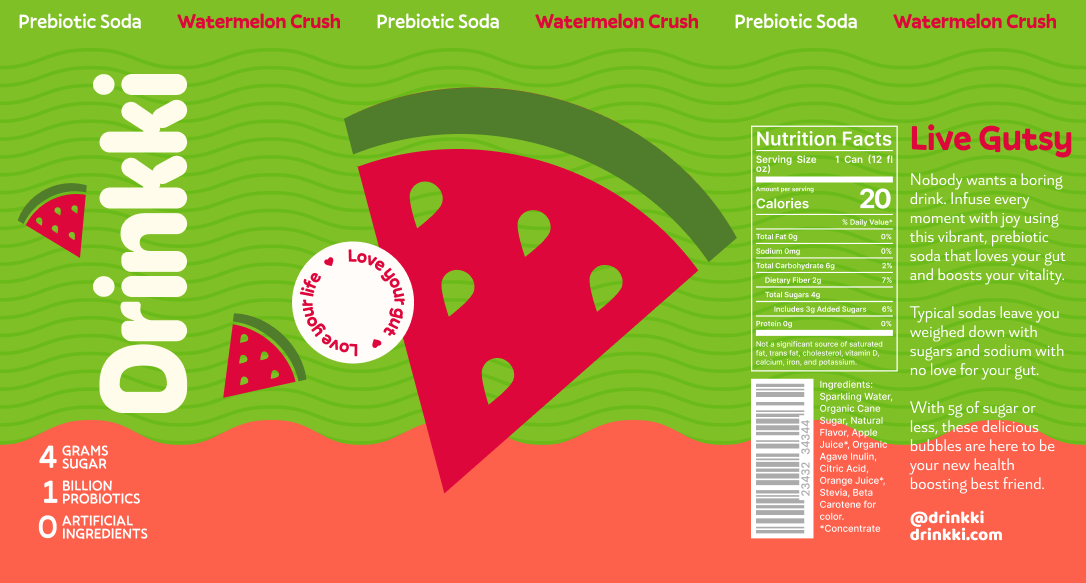 Prebiotic Soda Watermelon Crush Prebiotic Soda Watermelon Crush Prebiotic Soda Watermelon Crush
Drinkki
4 GRAMS
SUGAR
1 BILLION
PROBIOTICS
0 ARTIFICIAL
INGREDIENTS
Love your gut
Love your life
Nutrition Facts
Serving Size 1 Can (12 fl
oz)
Amount per serving
Calories 20
% Daily Value*
Total Fat 0g 0%
Sodium 0mg 0%
Total Carbohydrate 6g 2%
Dietary Fiber 2g 7%
Total Sugars 4g
Includes 3g Added Sugars 6%
Protein 0g 0%
Not a significant source of saturated
fat, trans fat, cholesterol, vitamin D,
calcium, iron, and potassium.
23432 34344
Ingredients:
Sparkling Water,
Organic Cane
Sugar, Natural
Flavor, Apple
Juice*, Organic
Agave Inulin,
Citric Acid,
Orange Juice*,
Stevia, Beta
Carotene for
color.
*Concentrate
Live Gutsy
Nobody wants a boring
drink. Infuse every
moment with joy using
this vibrant, prebiotic
soda that loves your gut
and boosts your vitality.
Typical sodas leave you
weighed down with
sugars and sodium with
no love for your gut.
With 5g of sugar or
less, these delicious
bubbles are here to be
your new health
boosting best friend.
@drinkki
drinkki.com